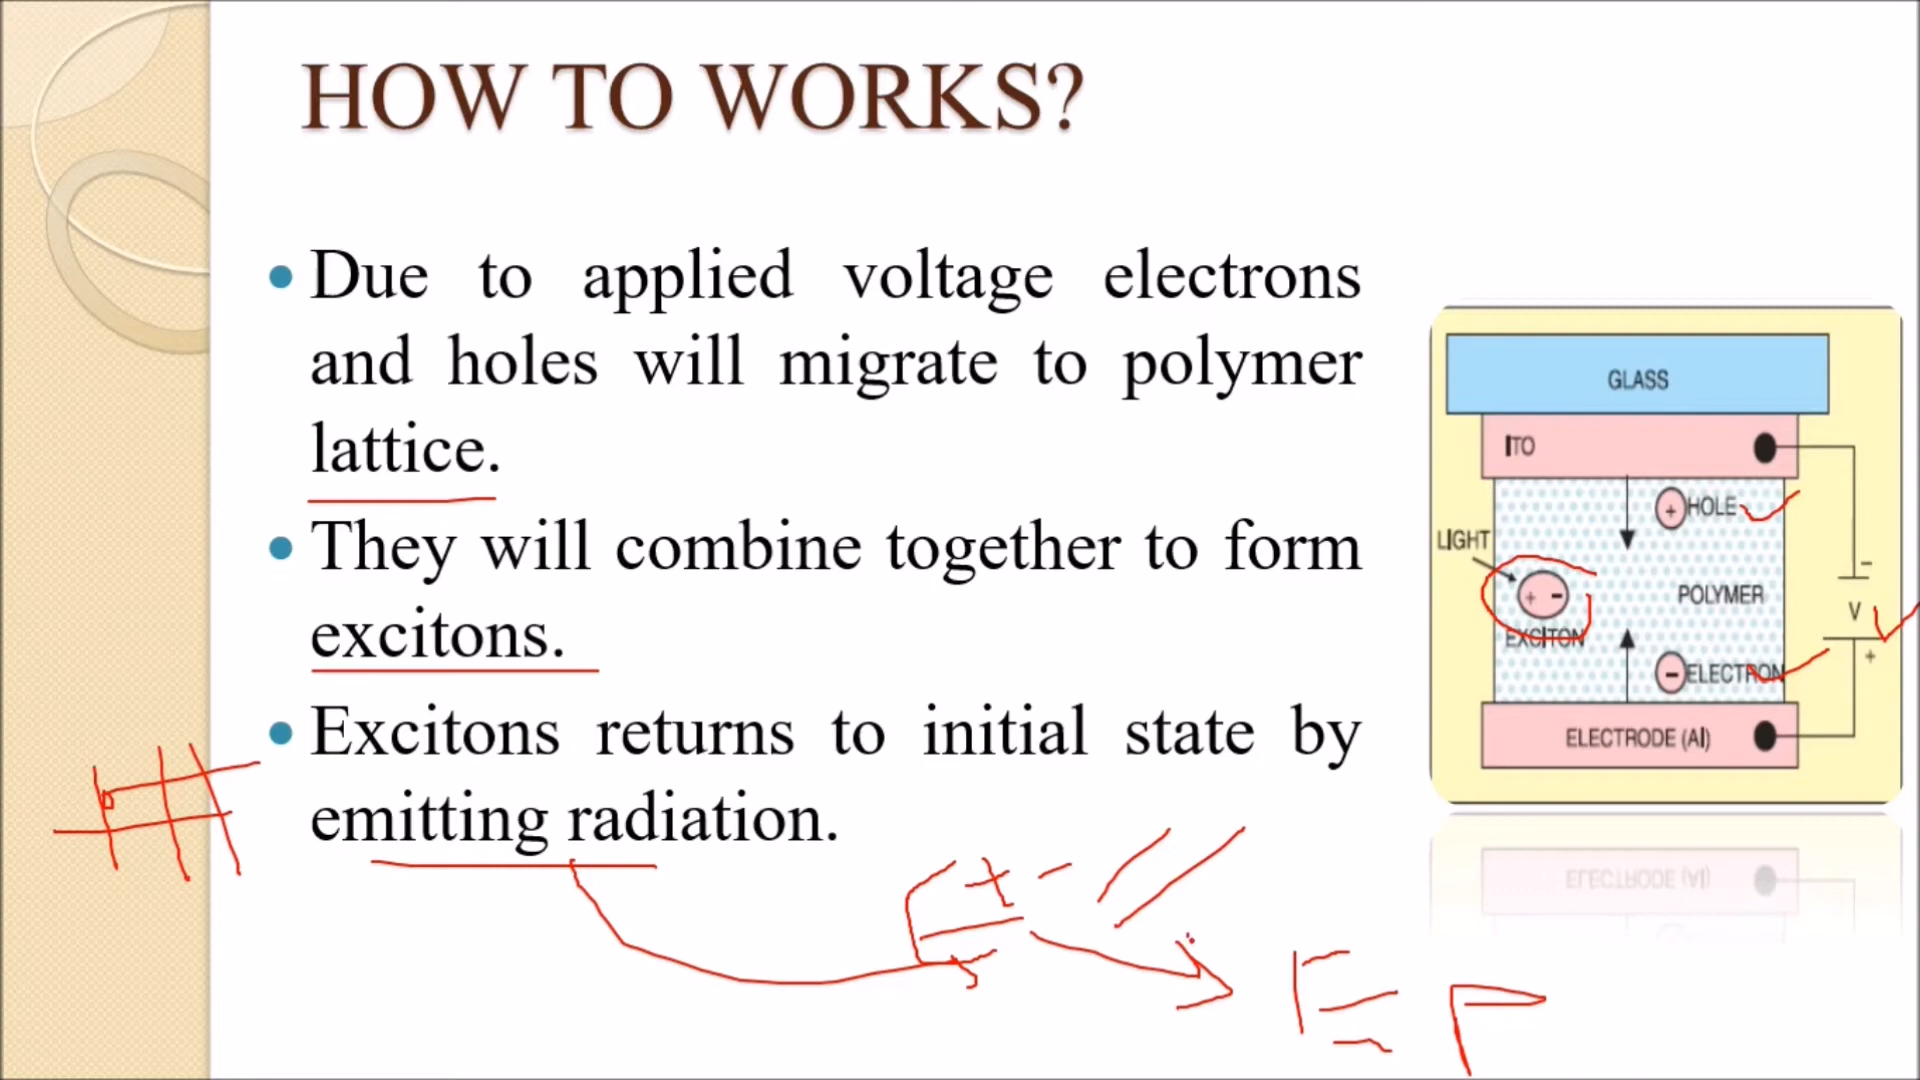 HOW TO WORKS?
Due to applied voltage electrons
and holes will migrate to polymer
lattice.
They will combine together to form
excitons.
Excitons returns to initial state by
emitting radiation.
GLASS
ITO
+ HOLE
LIGHT
+ -
EXCITON
POLYMER
- ELECTRON
ELECTRODE (Al)
-
V
+
ELECTRODE (Al)
+ -
E